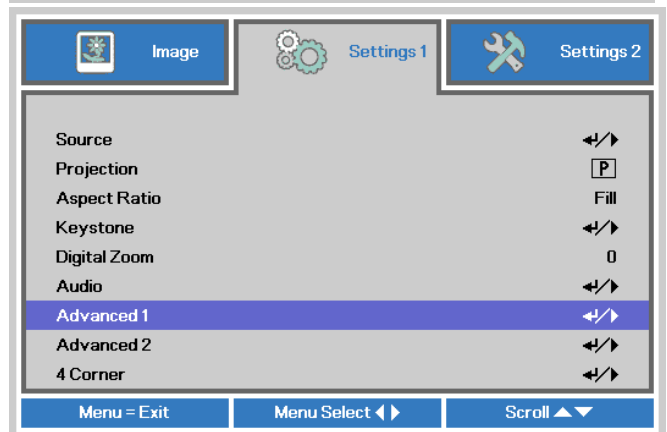 Image
Settings 1
Settings 2
Source
Projection P
Aspect Ratio Fill
Keystone
Digital Zoom 0
Audio
Advanced 1
Advanced 2
4 Corner
Menu = Exit
Menu Select ◀ ▶
Scroll ▲▼